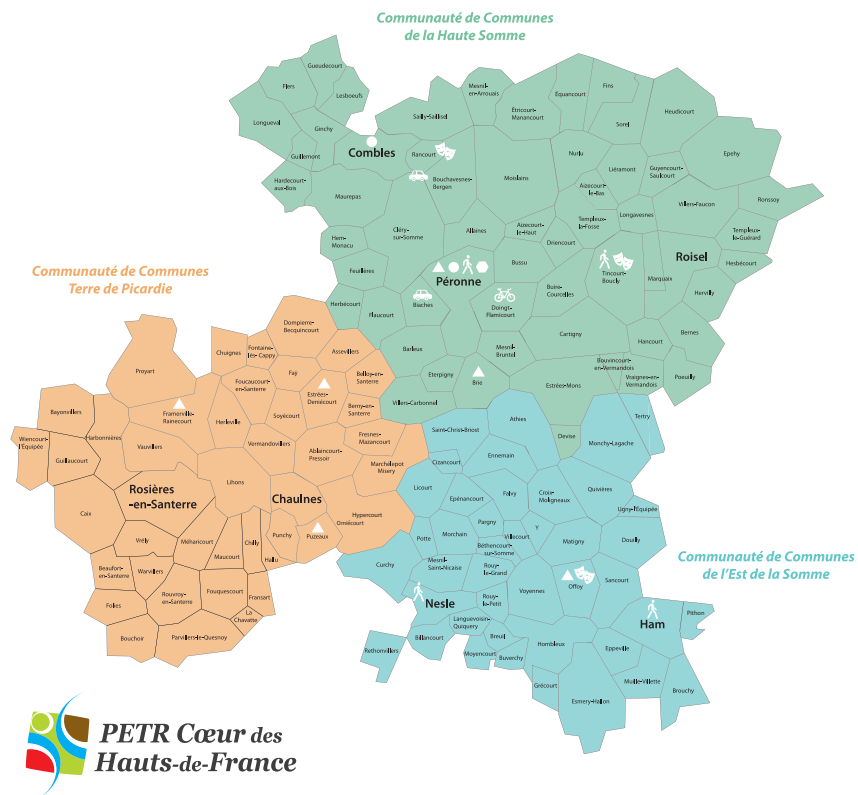 Communauté de Communes
de la Haute Somme
Gueudecourt
Flers
Lesboeufs
Longueval
Ginchy
Guillemont
Hardecourt-
aux-Bois
Combles
Maurepas
Sailly-Saillisel
Rancourt
Bouchavesnes-
Bergen
Mesnil-
en-Arrouais
Étricourt-
Manancourt
Équancourt
Fins
Sorel
Heudicourt
Epehy
Nurlu
Moislains
Liéramont
Guyencourt-
Saulcourt
Aizecourt-
le-Bas
Villers-Faucon
Ronssoy
Longavesnes
Templeux-
la-Fosse
Templeux-
le-Guérard
Cléry-
sur-Somme
Allaines
Aizecourt-
le-Haut
Driencourt
Hem-
Monacu
Feuillères
Bussu
Tincourt-
Boucly
Roisel
Hesbécourt
Marquaix
Hervilly
Péronne
Buire-
Courcelles
Herbécourt
Flaucourt
Biaches
Doingt-
Flamicourt
Cartigny
Hancourt
Bernes
Barleux
Mesnil-
Bruntel
Bouvincourt-
en-Vermandois
Vraignes-en-
Vermandois
Poeuilly
Eterpigny
Brie
Estrées-Mons
Villers-Carbonnel
Devise
Communauté de Communes
Terre de Picardie
Dompierre-
Becquincourt
Chuignes
Fontaine-
lès- Cappy
Assevillers
Proyart
Faÿ
Belloy-en-
Santerre
Foucaucourt-
en-Santerre
Estrées-
Deniécourt
Berny-en-
Santerre
Bayonvillers
Framerville-
Rainecourt
Herleville
Soyécourt
Wiencourt-
l'Équipée
Harbonnières
Vauvillers
Vermandovillers
Fresnes-
Mazancourt
Guillaucourt
Ablaincourt-
Pressoir
Marchélepot
Misery
Lihons
Rosières
-en-Santerre
Chaulnes
Caix
Hypercourt
Omiécourt
Punchy
Puzeaux
Vrély
Méharicourt
Chilly
Maucourt
Hallu
Beaufort-
en-Santerre
Warvillers
Rouvroy-
en-Santerre
Fouquescourt
Fransart
Folies
La
Chavatte
Bouchoir
Parvillers-le-Quesnoy
Communauté de Communes
de l'Est de la Somme
Saint-Christ-Briost
Athies
Tertry
Monchy-Lagache
Ennemain
Cizancourt
Licourt
Epénancourt
Falvy
Croix-
Moligneaux
Quivières
Ugny-l'Équipée
Pargny
Y
Potte
Morchain
Villecourt
Béthencourt-
sur-Somme
Matigny
Douilly
Curchy
Mesnil-
Saint-Nicaise
Rouy-
le-Grand
Voyennes
Offoy
Sancourt
Nesle
Rouy-
le-Petit
Ham
Pithon
Languevoisin-
Quiquery
Billancourt
Breuil
Rethonvillers
Moyencourt
Buverchy
Hombleux
Eppeville
Grécourt
Esmery-Hallon
Muille-Villette
Brouchy
PETR Cœur des
Hauts-de-France